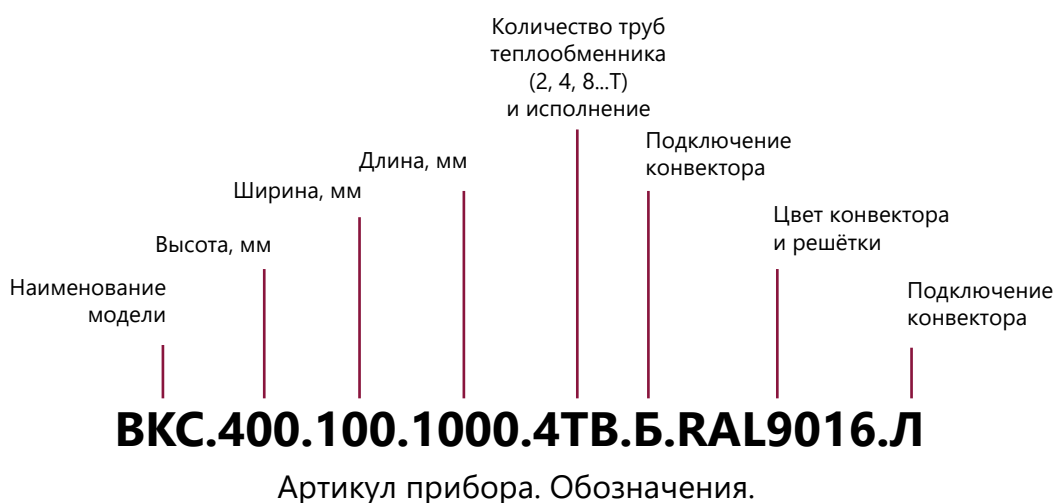 Количество труб
теплообменника
(2, 4, 8...Т)
и исполнение
Подключение
конвектора
Длина, мм
Ширина, мм
Цвет конвектора
и решётки
Высота, мм
Наименование
модели
Подключение
конвектора
ВКС.400.100.1000.4ТВ.Б.RAL9016.Л
Артикул прибора. Обозначения.